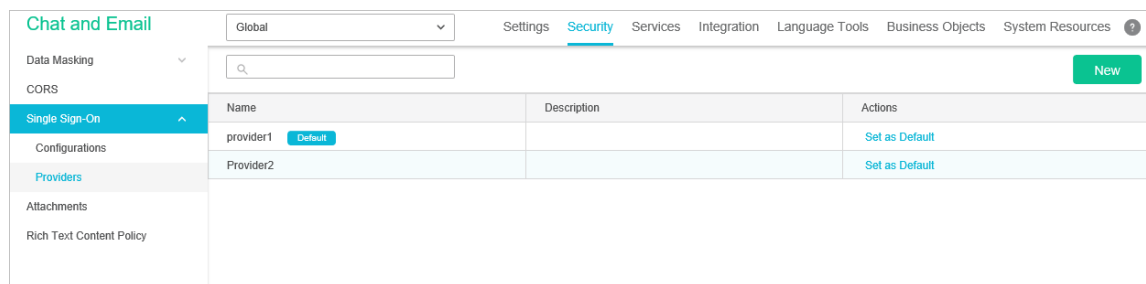 Chat and Email
Global
Settings Security Services Integration Language Tools Business Objects System Resources ?
Data Masking
CORS
Single Sign-On
Configurations
Providers
Attachments
Rich Text Content Policy
New
Name Description Actions
provider1 Default Set as Default
Provider2 Set as Default